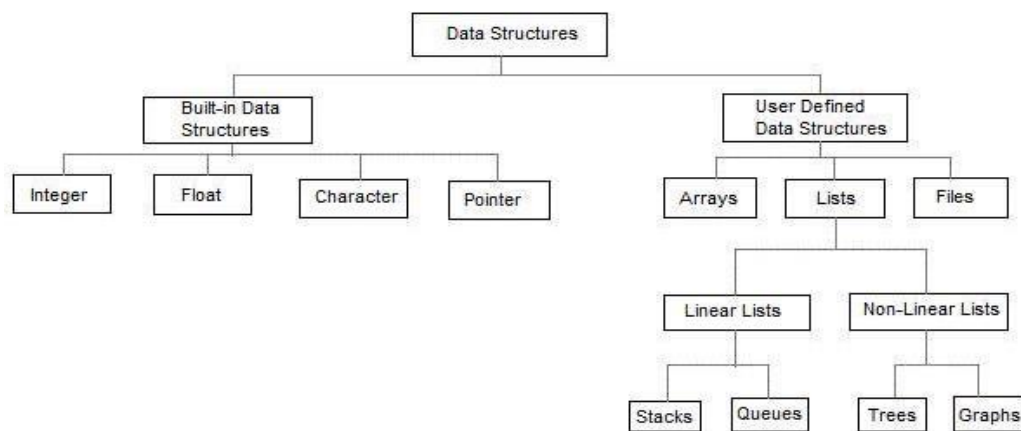 Data Structures
Built-in Data
Structures
User Defined
Data Structures
Integer
Float
Character
Pointer
Arrays
Lists
Files
Linear Lists
Non-Linear Lists
Stacks
Queues
Trees
Graphs